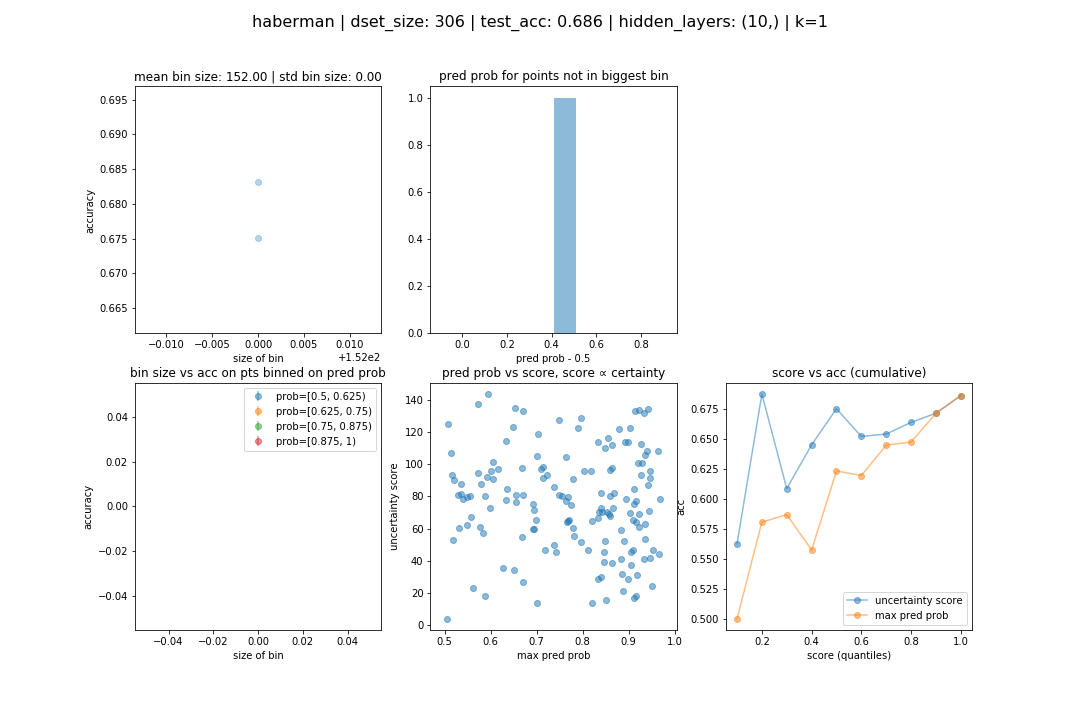 haberman | dset_size: 306 | test_acc: 0.686 | hidden_layers: (10,) | k=1
mean bin size: 152.00 | std bin size: 0.00
0.695
0.690
0.685
0.680
0.675
0.670
0.665
accuracy
−0.010
−0.005
0.000
0.005
0.010
+1.52e2
size of bin
pred prob for points not in biggest bin
1.0
0.8
0.6
0.4
0.2
0.0
0.0
0.2
0.4
0.6
0.8
pred prob - 0.5
bin size vs acc on pts binned on pred prob
0.04
0.02
0.00
−0.02
−0.04
accuracy
prob=[0.5, 0.625)
prob=[0.625, 0.75)
prob=[0.75, 0.875)
prob=[0.875, 1)
−0.04
−0.02
0.00
0.02
0.04
size of bin
pred prob vs score, score ∝ certainty
140
120
100
80
60
40
20
0
uncertainty score
0.5
0.6
0.7
0.8
0.9
1.0
max pred prob
score vs acc (cumulative)
0.675
0.650
0.625
0.600
0.575
0.550
0.525
0.500
acc
uncertainty score
max pred prob
0.2
0.4
0.6
0.8
1.0
score (quantiles)